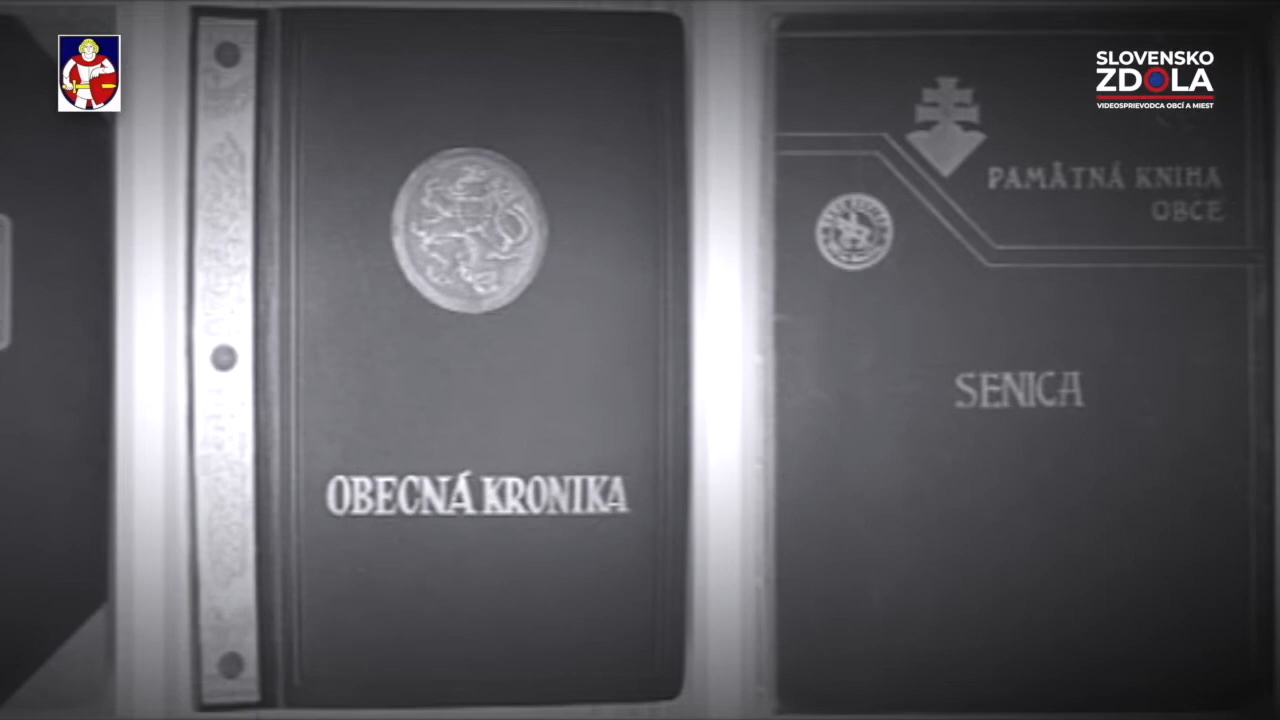 SLOVENSKO
ZDOLA
VIDEOSPRIEVODCA OBCÍ A MIEST
OBECNÁ KRONIKA
PAMÄTNÁ KNIHA
OBCE
SENICA